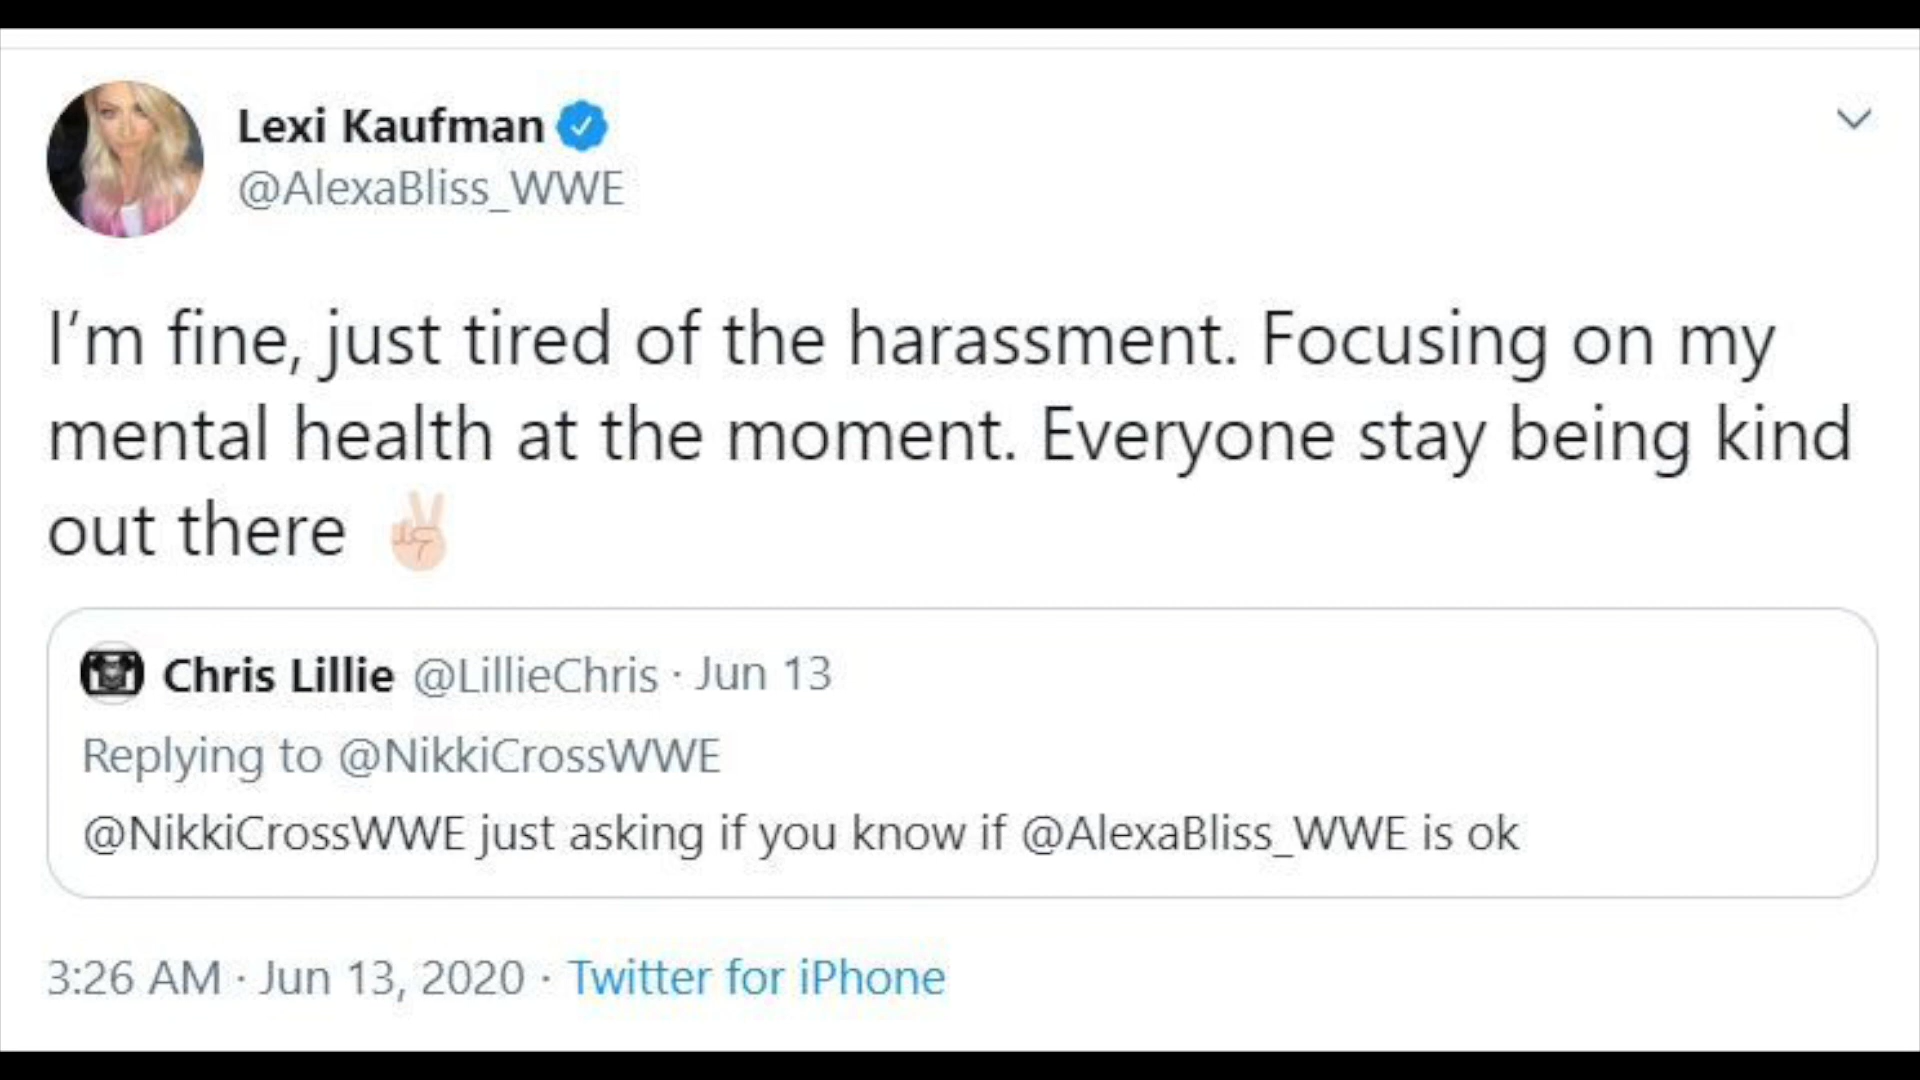 Lexi Kaufman
@AlexaBliss_WWE
I'm fine, just tired of the harassment. Focusing on my
mental health at the moment. Everyone stay being kind
out there ✌🏻
Chris Lillie @LillieChris · Jun 13
Replying to @NikkiCrossWWE
@NikkiCrossWWE just asking if you know if @AlexaBliss_WWE is ok
3:26 AM · Jun 13, 2020 · Twitter for iPhone